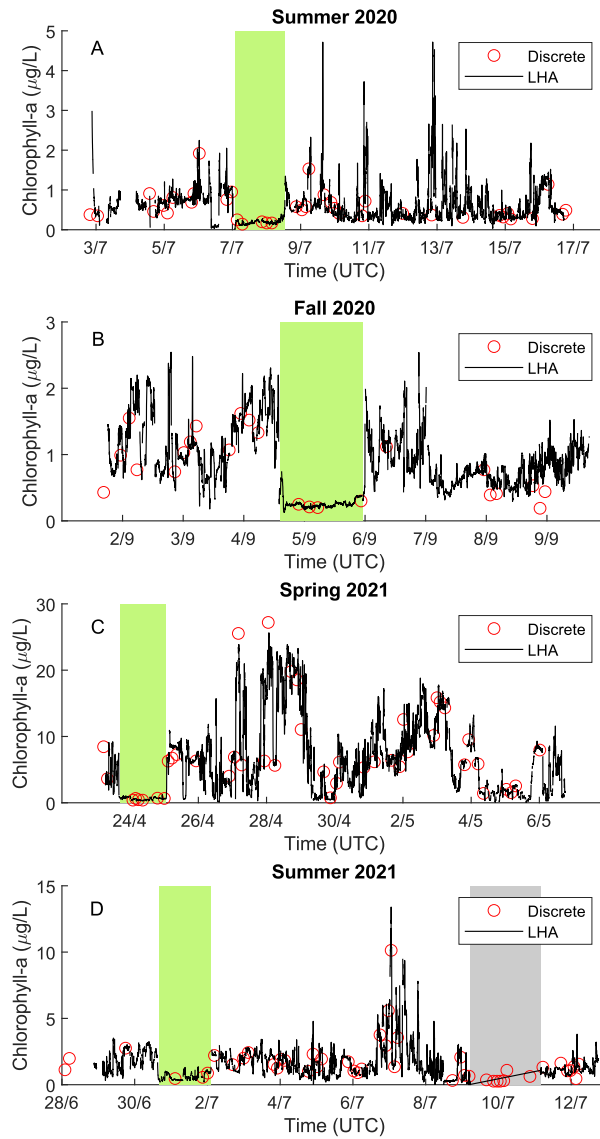 Summer 2020
A
Discrete
LHA
Chlorophyll-a (μg/L)
5
4
3
2
1
0
3/7 5/7 7/7 9/7 11/7 13/7 15/7 17/7
Time (UTC)
Fall 2020
B
Discrete
LHA
Chlorophyll-a (μg/L)
3
2
1
0
2/9 3/9 4/9 5/9 6/9 7/9 8/9 9/9
Time (UTC)
Spring 2021
C
Discrete
LHA
Chlorophyll-a (μg/L)
30
20
10
0
24/4 26/4 28/4 30/4 2/5 4/5 6/5
Time (UTC)
Summer 2021
D
Discrete
LHA
Chlorophyll-a (μg/L)
15
10
5
0
28/6 30/6 2/7 4/7 6/7 8/7 10/7 12/7
Time (UTC)